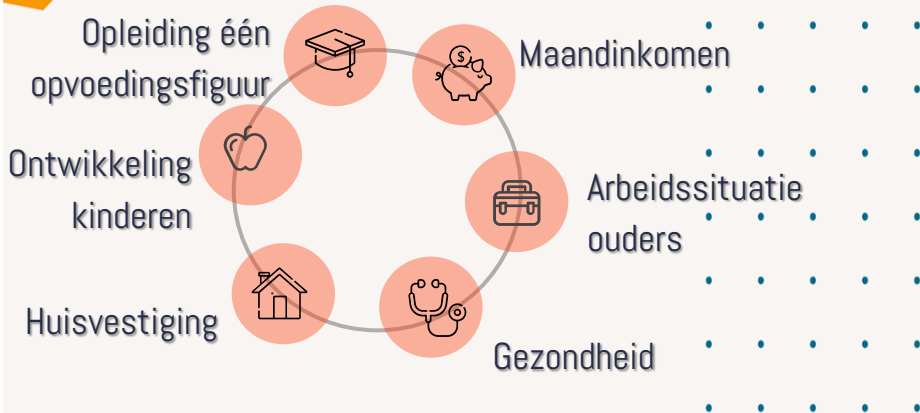 Opleiding één
opvoedingsfiguur
Maandinkomen
Ontwikkeling
kinderen
Arbeidssituatie
ouders
Huisvestiging
Gezondheid